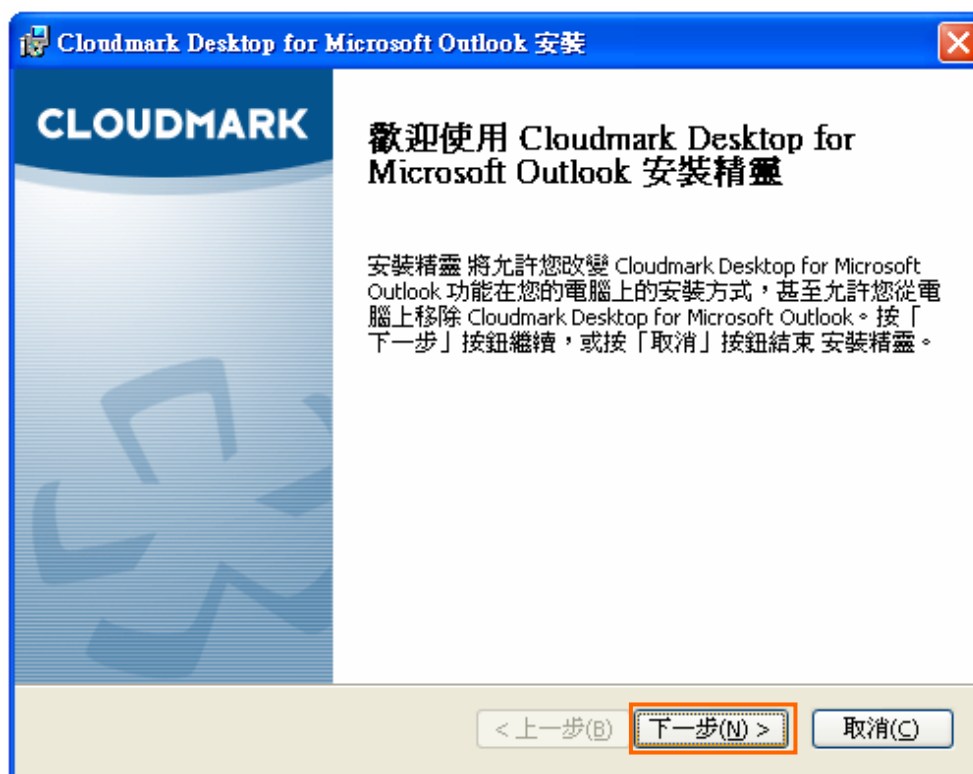 Cloudmark Desktop for Microsoft Outlook 安裝
CLOUDMARK
歡迎使用 Cloudmark Desktop for
Microsoft Outlook 安裝精靈
安裝精靈 將允許您改變 Cloudmark Desktop for Microsoft
Outlook 功能在您的電腦上的安裝方式，甚至允許您從電
腦上移除 Cloudmark Desktop for Microsoft Outlook。按「
下一步」按鈕繼續，或按「取消」按鈕結束 安裝精靈。
< 上一步(B) 下一步(N) > 取消(C)